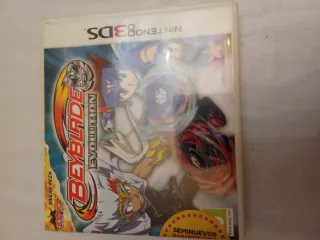 NINTENDO 3DS
BEYBLADE
EVOLUTION
SEMINUEVOS